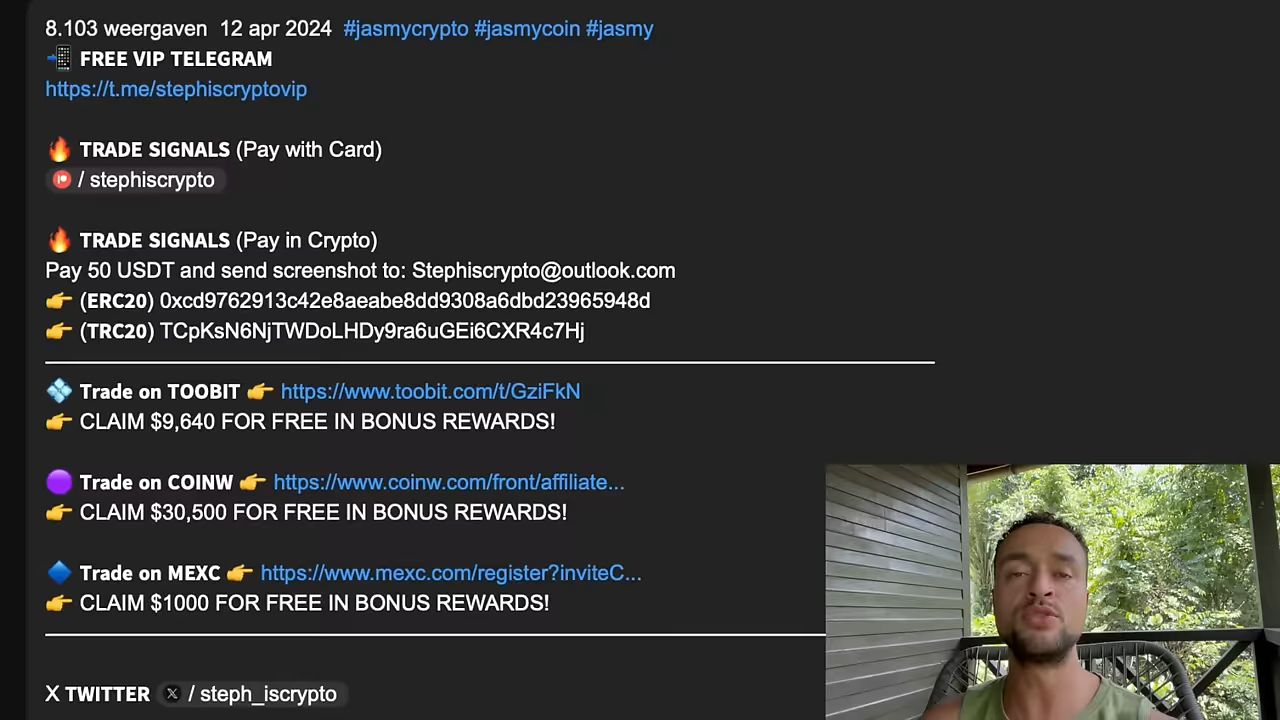 8.103 weergaven 12 apr 2024 #jasmycrypto #jasmycoin #jasmy
FREE VIP TELEGRAM
https://t.me/stephiscryptovip
TRADE SIGNALS (Pay with Card)
/ stephiscrypto
TRADE SIGNALS (Pay in Crypto)
Pay 50 USDT and send screenshot to: Stephiscrypto@outlook.com
(ERC20) 0xcd9762913c42e8aeabe8dd9308a6dbd23965948d
(TRC20) TCpKsN6NjTWDoLHDy9ra6uGEi6CXR4c7Hj
Trade on TOOBIT https://www.toobit.com/t/GziFkN
CLAIM $9,640 FOR FREE IN BONUS REWARDS!
Trade on COINW https://www.coinw.com/front/affiliate...
CLAIM $30,500 FOR FREE IN BONUS REWARDS!
Trade on MEXC https://www.mexc.com/register?inviteC...
CLAIM $1000 FOR FREE IN BONUS REWARDS!
X TWITTER X / steph_iscrypto